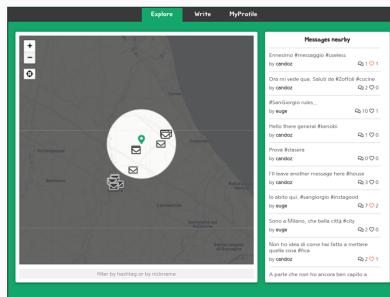 Explore Write MyProfile
+
−
Messages nearby
Ennesimo #messaggio #useless
by candoz 1 1
Ora mi vede qua, Saluti da #Zoffoli #cucine
by candoz 2 0
#SanGiorgio rules...
by euge 10 1
Hello there general #kenobi
by candoz 1 0
Prova #stasera
by candoz 0 0
I'll leave another message here #house
by candoz 3 0
Io abito qui, #sangiorgio #instagood
by euge 7 2
Sono a Milano, che bella città #city
by euge 2 0
Non ho idea di come hai fatto a mettere
quella cosa #fica
by candoz 2 1
A parte che non ho ancora ben capito a
filter by hashtag or by nickname